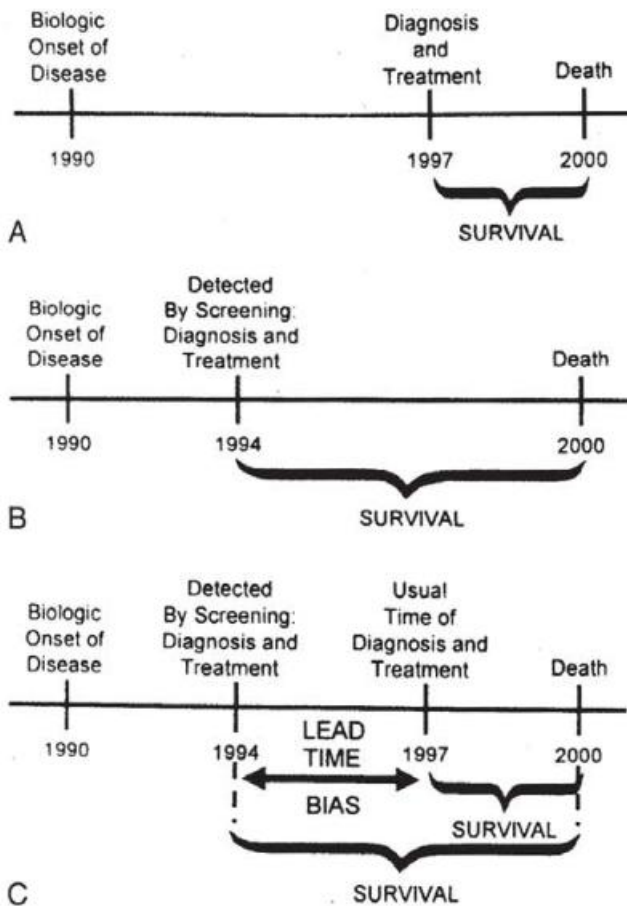 Biologic
Onset of
Disease
Diagnosis
and
Treatment
Death
1990
1997
2000
SURVIVAL
A
Detected
By Screening:
Diagnosis and
Treatment
Biologic
Onset of
Disease
Death
1990
1994
2000
SURVIVAL
B
Detected
By Screening:
Diagnosis and
Treatment
Usual
Time of
Diagnosis and
Treatment
Biologic
Onset of
Disease
Death
1990
1994
LEAD
TIME
BIAS
1997
2000
SURVIVAL
SURVIVAL
C